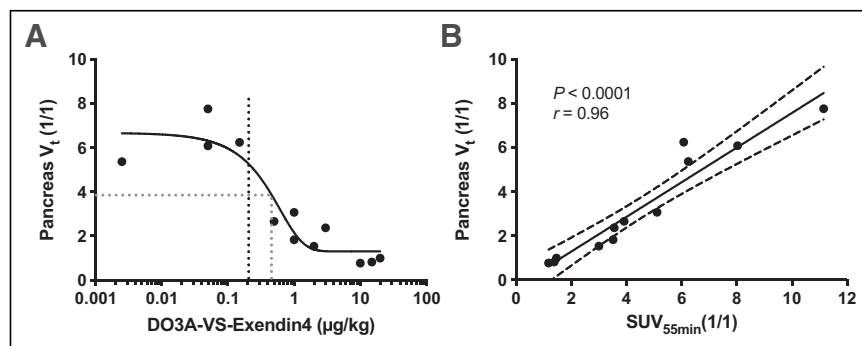 A
Pancreas Vt (1/1)
10
8
6
4
2
0
0.001 0.01 0.1 1 10 100
DO3A-VS-Exendin4 (µg/kg)
B
Pancreas Vt (1/1)
10
8
6
4
2
0
P < 0.0001
r = 0.96
0 2 4 6 8 10 12
SUV55min(1/1)